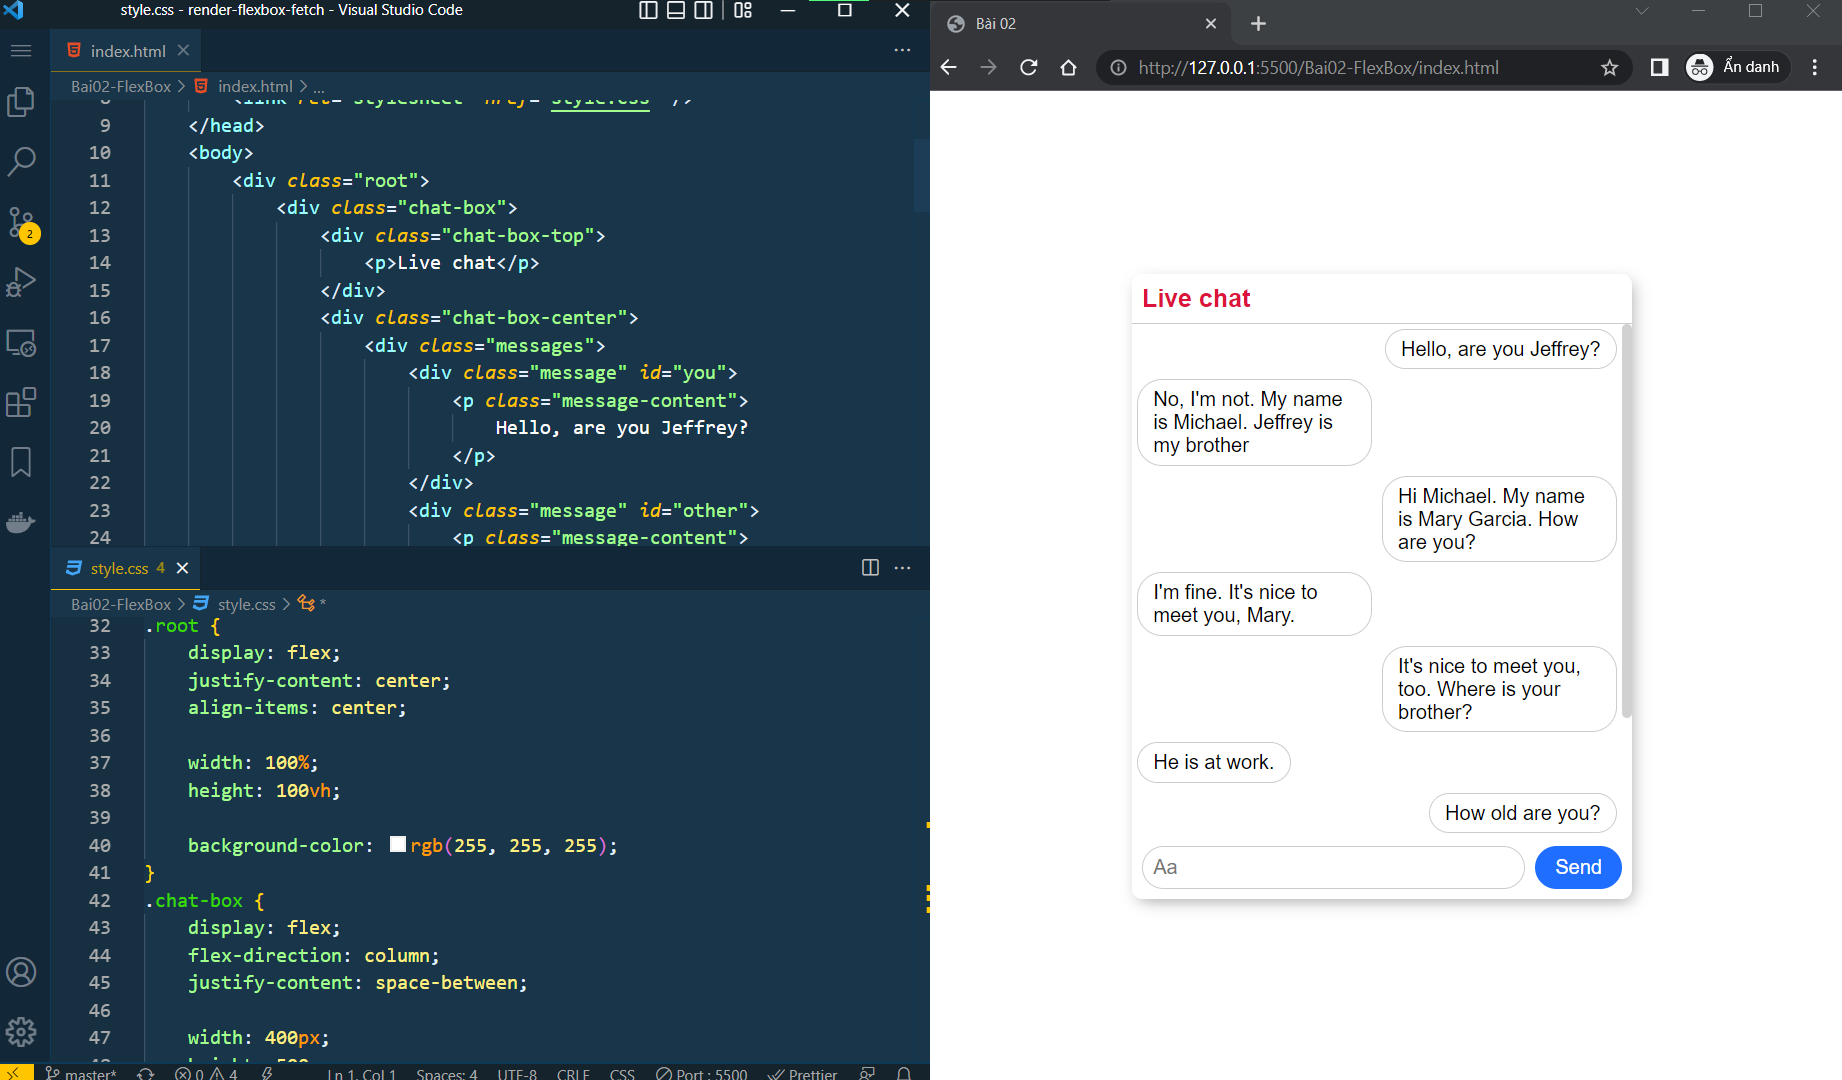 style.css - render-flexbox-fetch - Visual Studio Code
index.html
Bai02-FlexBox > index.html > ...
8 <link rel="stylesheet" href="style.css" />
9 </head>
10 <body>
11 <div class="root">
12 <div class="chat-box">
13 <div class="chat-box-top">
14 <p>Live chat</p>
15 </div>
16 <div class="chat-box-center">
17 <div class="messages">
18 <div class="message" id="you">
19 <p class="message-content">
20 Hello, are you Jeffrey?
21 </p>
22 </div>
23 <div class="message" id="other">
24 <p class="message-content">
2
style.css 4
Bai02-FlexBox > style.css > *
32 .root {
33 display: flex;
34 justify-content: center;
35 align-items: center;
36
37 width: 100%;
38 height: 100vh;
39
40 background-color: rgb(255, 255, 255);
41 }
42 .chat-box {
43 display: flex;
44 flex-direction: column;
45 justify-content: space-between;
46
47 width: 400px;
master* 0 4 Ln 1, Col 1 Spaces: 4 UTF-8 CRLF CSS Port : 5500 Prettier
Bài 02
http://127.0.0.1:5500/Bai02-FlexBox/index.html
Ẩn danh
Live chat
Hello, are you Jeffrey?
No, I'm not. My name
is Michael. Jeffrey is
my brother
Hi Michael. My name
is Mary Garcia. How
are you?
I'm fine. It's nice to
meet you, Mary.
It's nice to meet you,
too. Where is your
brother?
He is at work.
How old are you?
Aa
Send